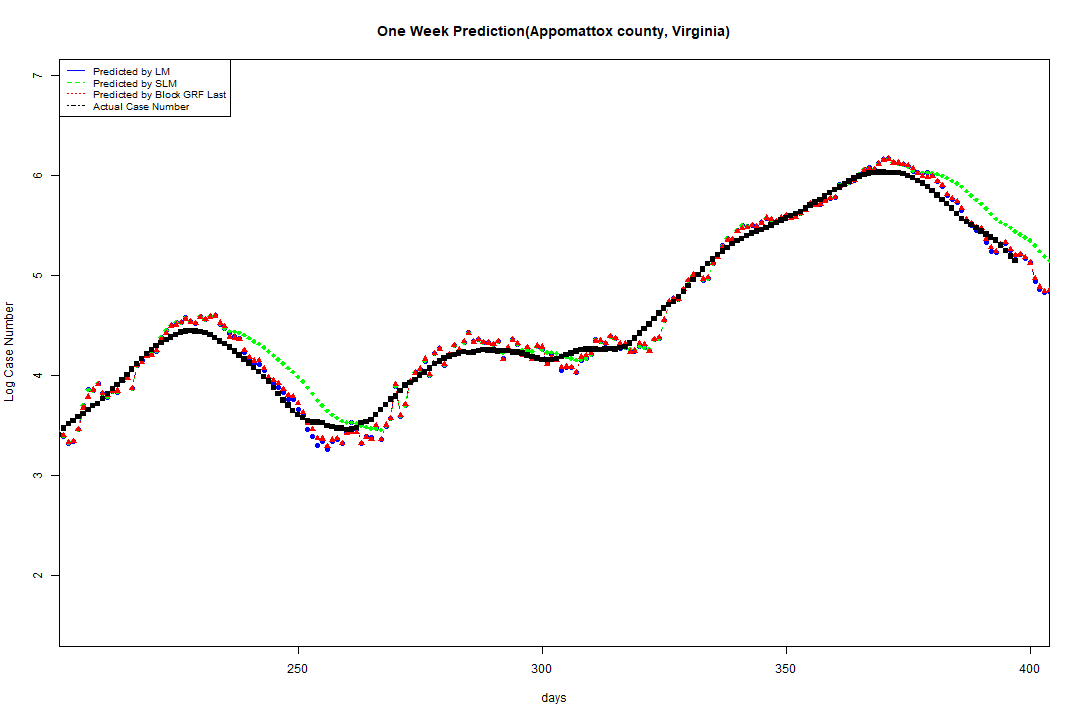 One Week Prediction(Appomattox county, Virginia)
Predicted by LM
Predicted by SLM
Predicted by Block GRF Last
Actual Case Number
7
6
5
4
3
2
Log Case Number
250
300
350
400
days